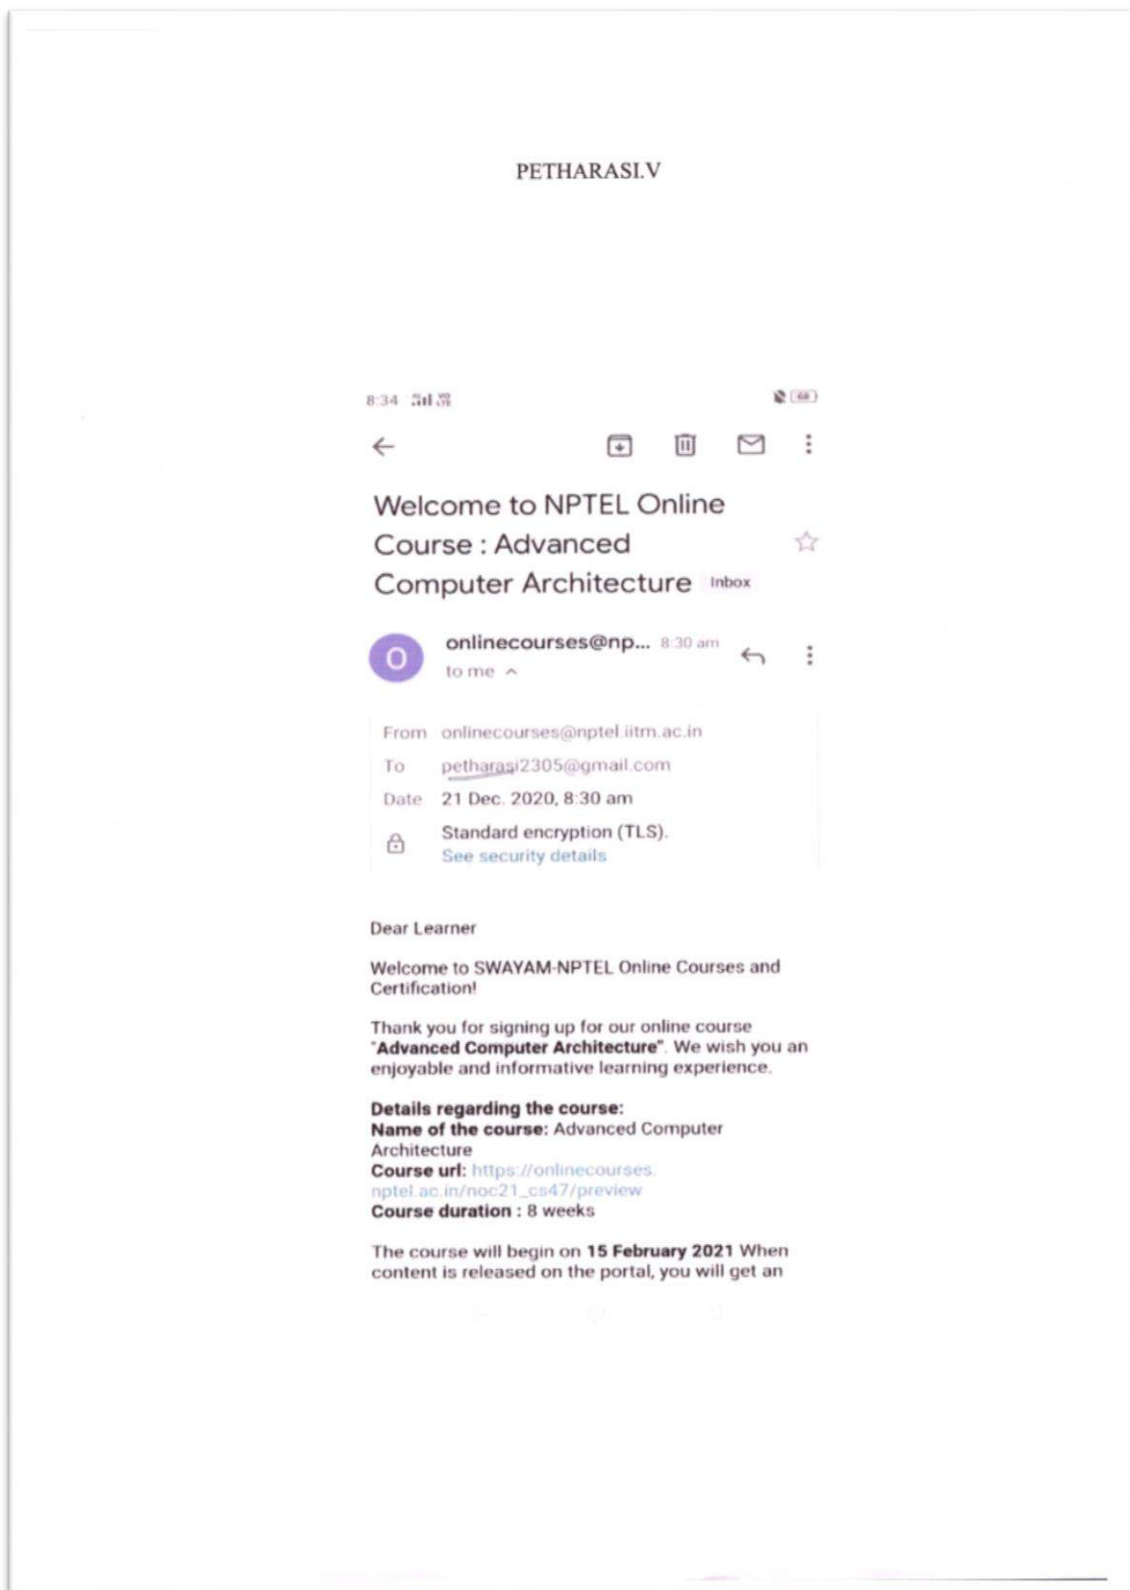 PETHARASI.V
8:34
68
Welcome to NPTEL Online
Course : Advanced
Computer Architecture Inbox
O
onlinecourses@np... 8:30 am
to me
From onlinecourses@nptel.iitm.ac.in
To petharasi2305@gmail.com
Date 21 Dec. 2020, 8:30 am
Standard encryption (TLS).
See security details
Dear Learner
Welcome to SWAYAM-NPTEL Online Courses and
Certification!
Thank you for signing up for our online course
"Advanced Computer Architecture". We wish you an
enjoyable and informative learning experience.
Details regarding the course:
Name of the course: Advanced Computer
Architecture
Course url: https://onlinecourses.
nptel.ac.in/noc21_cs47/preview
Course duration : 8 weeks
The course will begin on 15 February 2021 When
content is released on the portal, you will get an